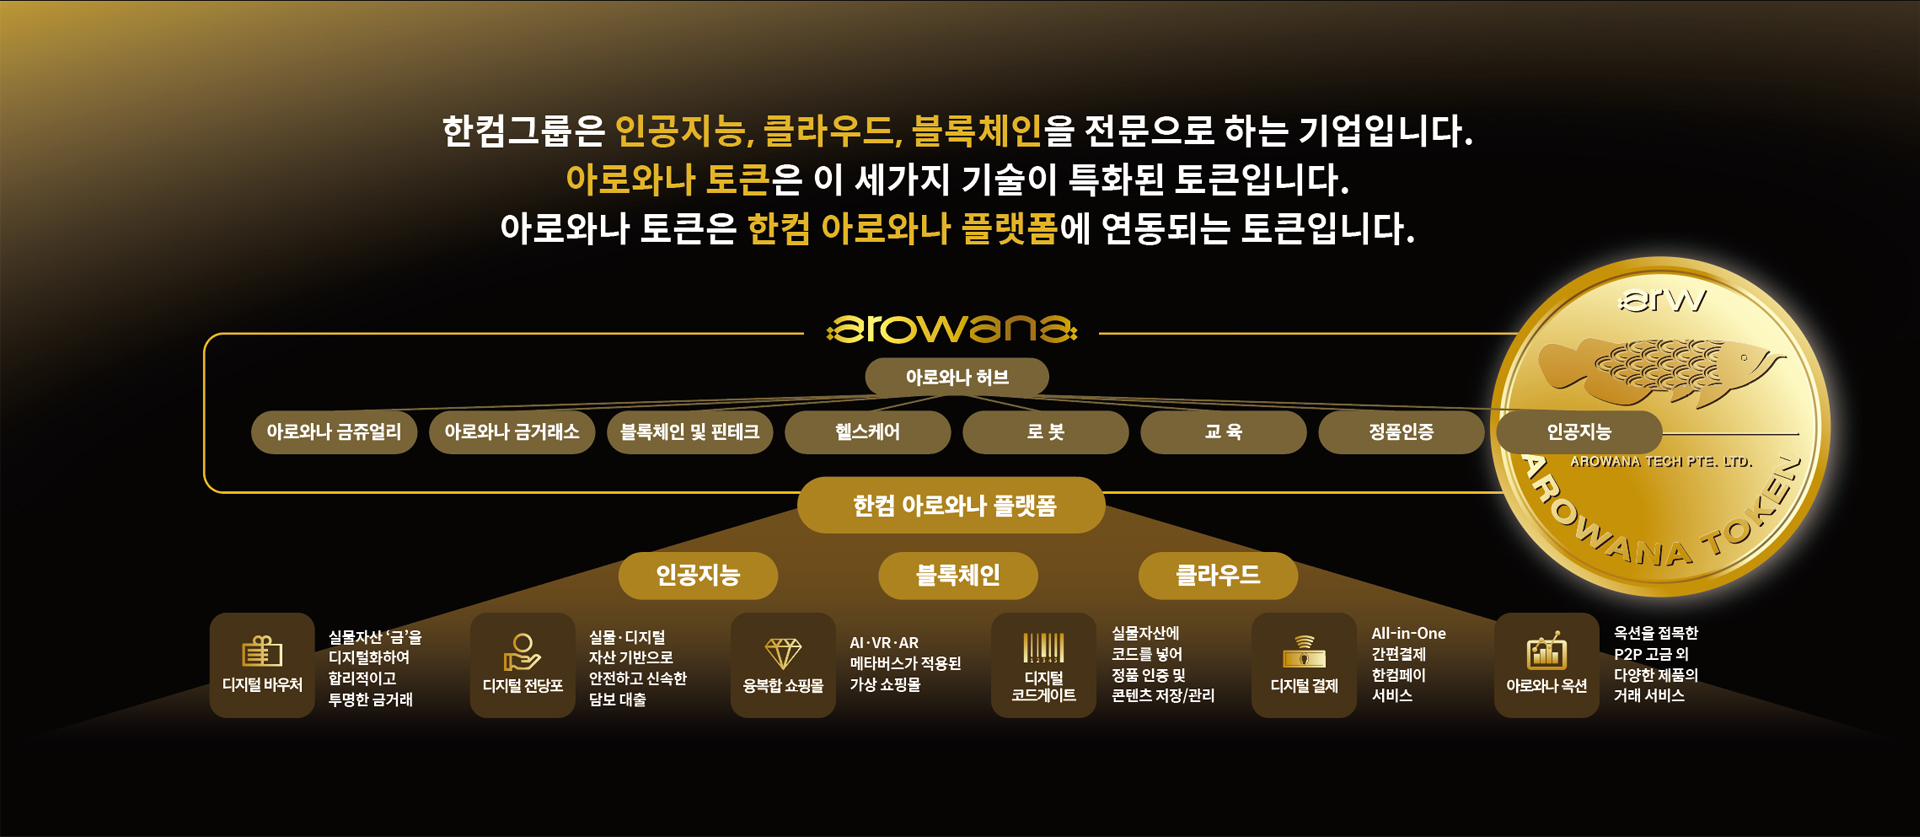 한컴그룹은 인공지능, 클라우드, 블록체인을 전문으로 하는 기업입니다.
아로와나 토큰은 이 세가지 기술이 특화된 토큰입니다.
아로와나 토큰은 한컴 아로와나 플랫폼에 연동되는 토큰입니다.
arowana
arw
아로와나 허브
아로와나 금쥬얼리
아로와나 금거래소
블록체인 및 핀테크
헬스케어
로 봇
교 육
정품인증
인공지능
AROWANA TECH PTE. LTD.
AROWANA TOKEN
한컴 아로와나 플랫폼
인공지능
블록체인
클라우드
디지털 바우처
실물자산 ‘금’을
디지털화하여
합리적이고
투명한 금거래
디지털 전당포
실물·디지털
자산 기반으로
안전하고 신속한
담보 대출
융복합 쇼핑몰
AI·VR·AR
메타버스가 적용된
가상 쇼핑몰
12345
디지털
코드게이트
실물자산에
코드를 넣어
정품 인증 및
콘텐츠 저장/관리
디지털 결제
All-in-One
간편결제
한컴페이
서비스
아로와나 옥션
옥션을 접목한
P2P 고금 외
다양한 제품의
거래 서비스